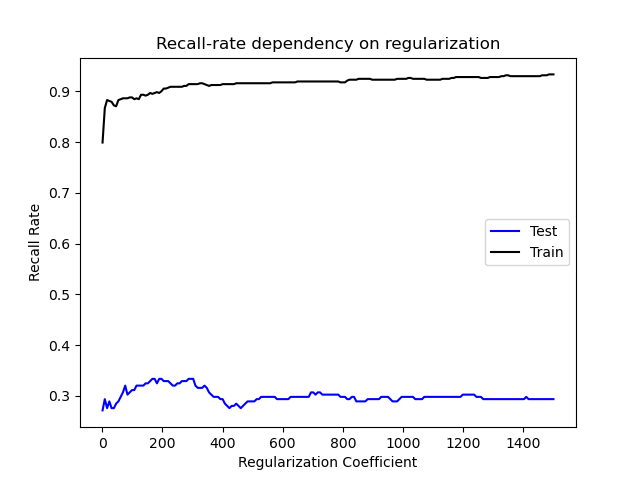 Recall-rate dependency on regularization
Recall Rate
0.9
0.8
0.7
0.6
0.5
0.4
0.3
Test
Train
0 200 400 600 800 1000 1200 1400
Regularization Coefficient